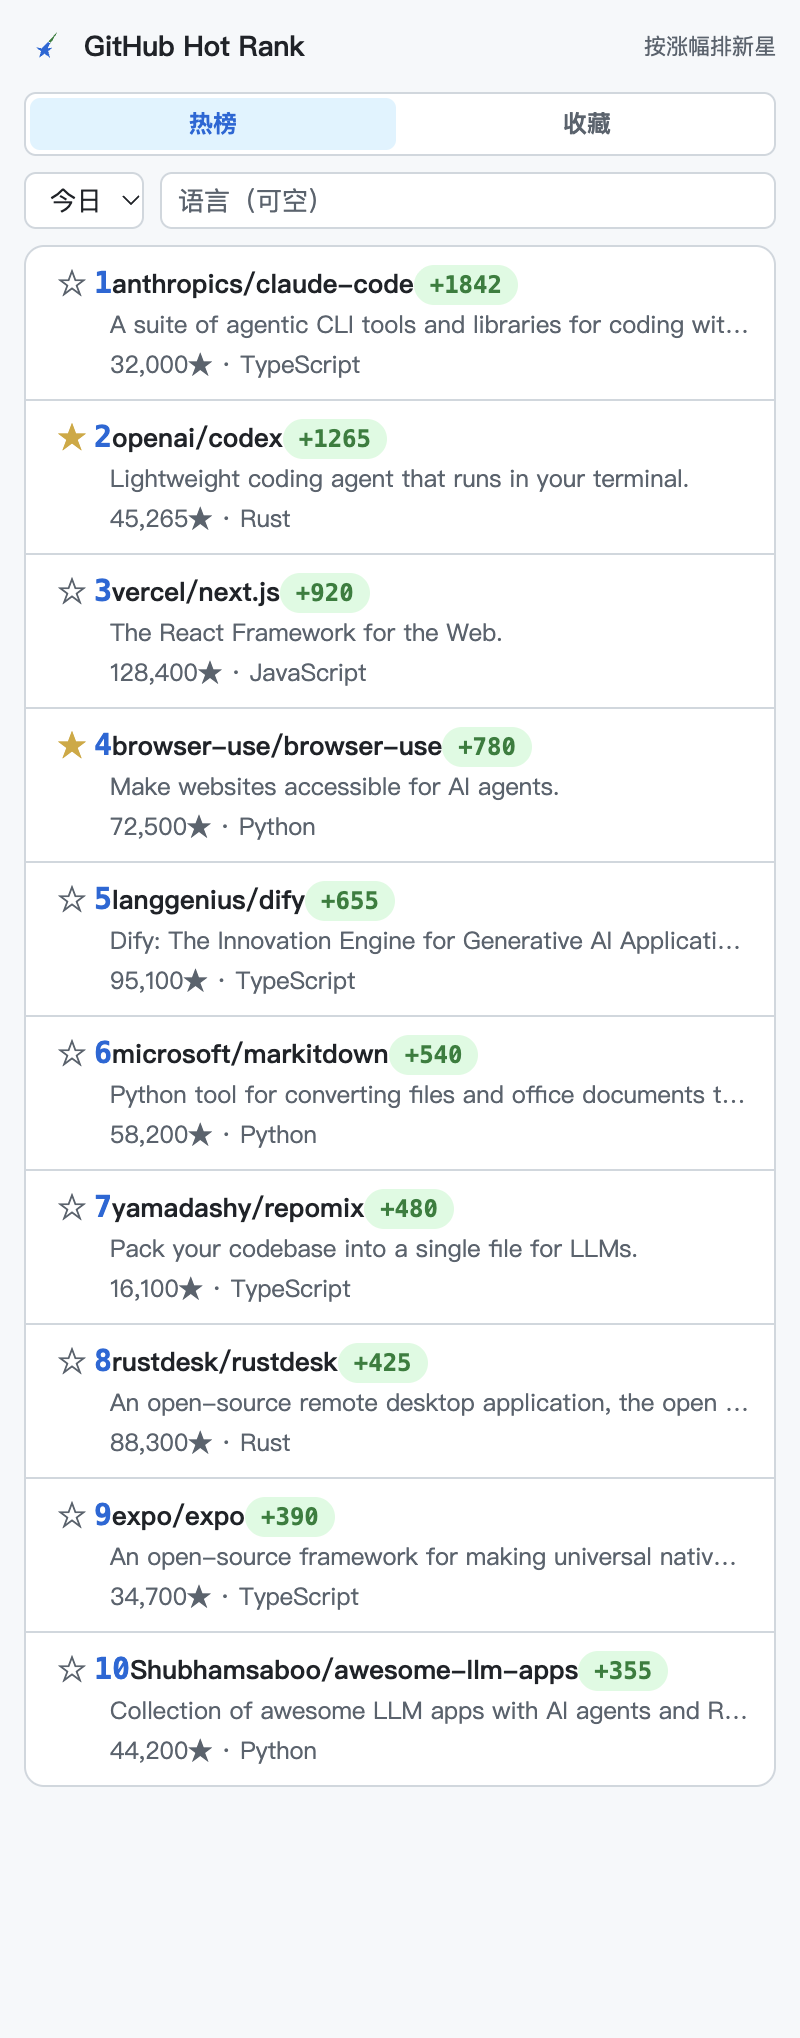 GitHub Hot Rank 按涨幅排新星
热榜 收藏
今日 语言（可空）
☆ 1anthropics/claude-code +1842
A suite of agentic CLI tools and libraries for coding wit…
32,000★ · TypeScript
★ 2openai/codex +1265
Lightweight coding agent that runs in your terminal.
45,265★ · Rust
☆ 3vercel/next.js +920
The React Framework for the Web.
128,400★ · JavaScript
★ 4browser-use/browser-use +780
Make websites accessible for AI agents.
72,500★ · Python
☆ 5langgenius/dify +655
Dify: The Innovation Engine for Generative AI Applicati…
95,100★ · TypeScript
☆ 6microsoft/markitdown +540
Python tool for converting files and office documents t…
58,200★ · Python
☆ 7yamadashy/repomix +480
Pack your codebase into a single file for LLMs.
16,100★ · TypeScript
☆ 8rustdesk/rustdesk +425
An open-source remote desktop application, the open …
88,300★ · Rust
☆ 9expo/expo +390
An open-source framework for making universal nativ…
34,700★ · TypeScript
☆ 10Shubhamsaboo/awesome-llm-apps +355
Collection of awesome LLM apps with AI agents and R…
44,200★ · Python